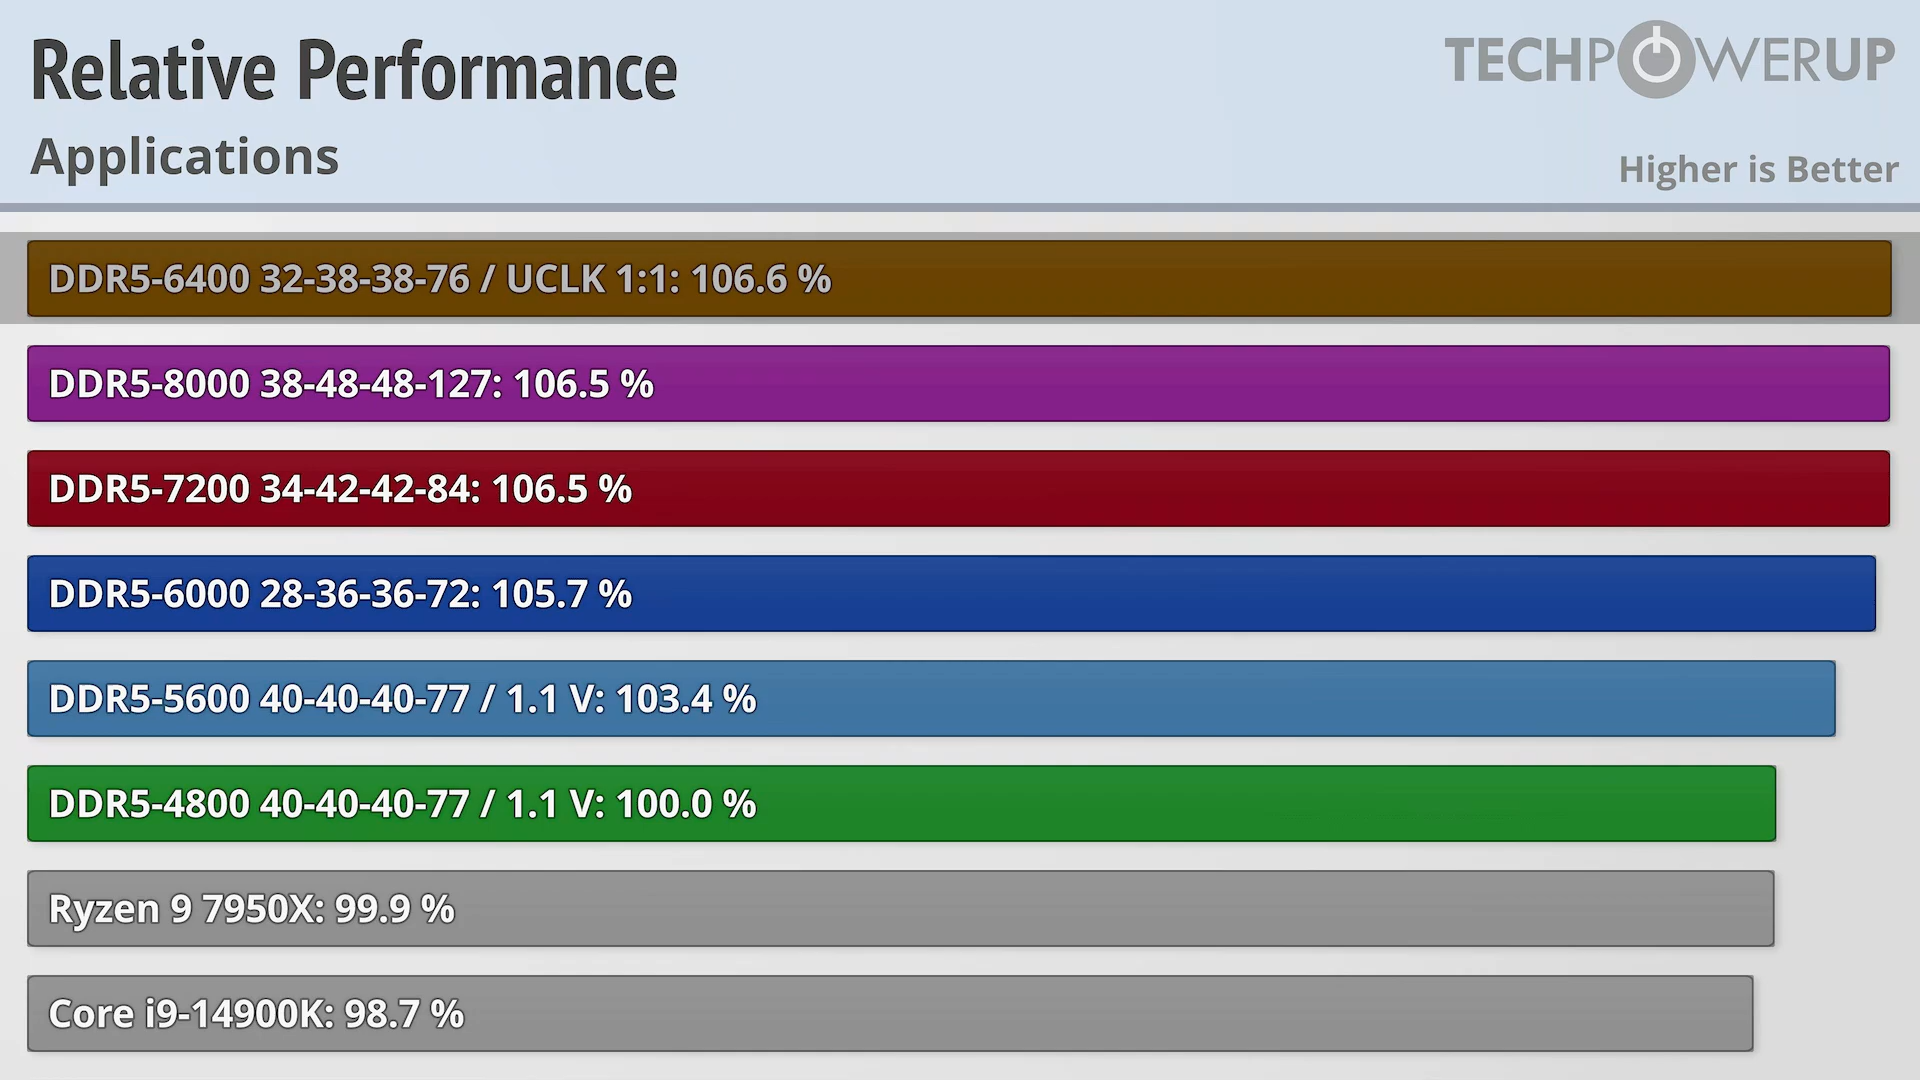 Relative Performance
TECHPOWERUP
Applications
Higher is Better
DDR5-6400 32-38-38-76 / UCLK 1:1: 106.6 %
DDR5-8000 38-48-48-127: 106.5 %
DDR5-7200 34-42-42-84: 106.5 %
DDR5-6000 28-36-36-72: 105.7 %
DDR5-5600 40-40-40-77 / 1.1 V: 103.4 %
DDR5-4800 40-40-40-77 / 1.1 V: 100.0 %
Ryzen 9 7950X: 99.9 %
Core i9-14900K: 98.7 %